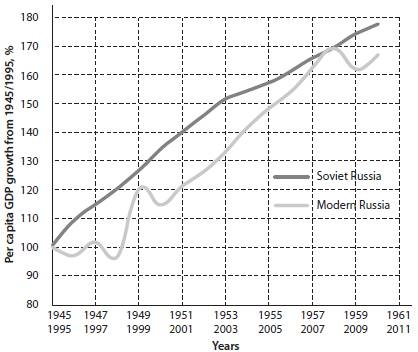 Per capita GDP growth from 1945/1995, %
180
170
160
150
140
130
120
110
100
90
80
Soviet Russia
Modern Russia
1945 1947 1949 1951 1953 1955 1957 1959 1961
1995 1997 1999 2001 2003 2005 2007 2009 2011
Years